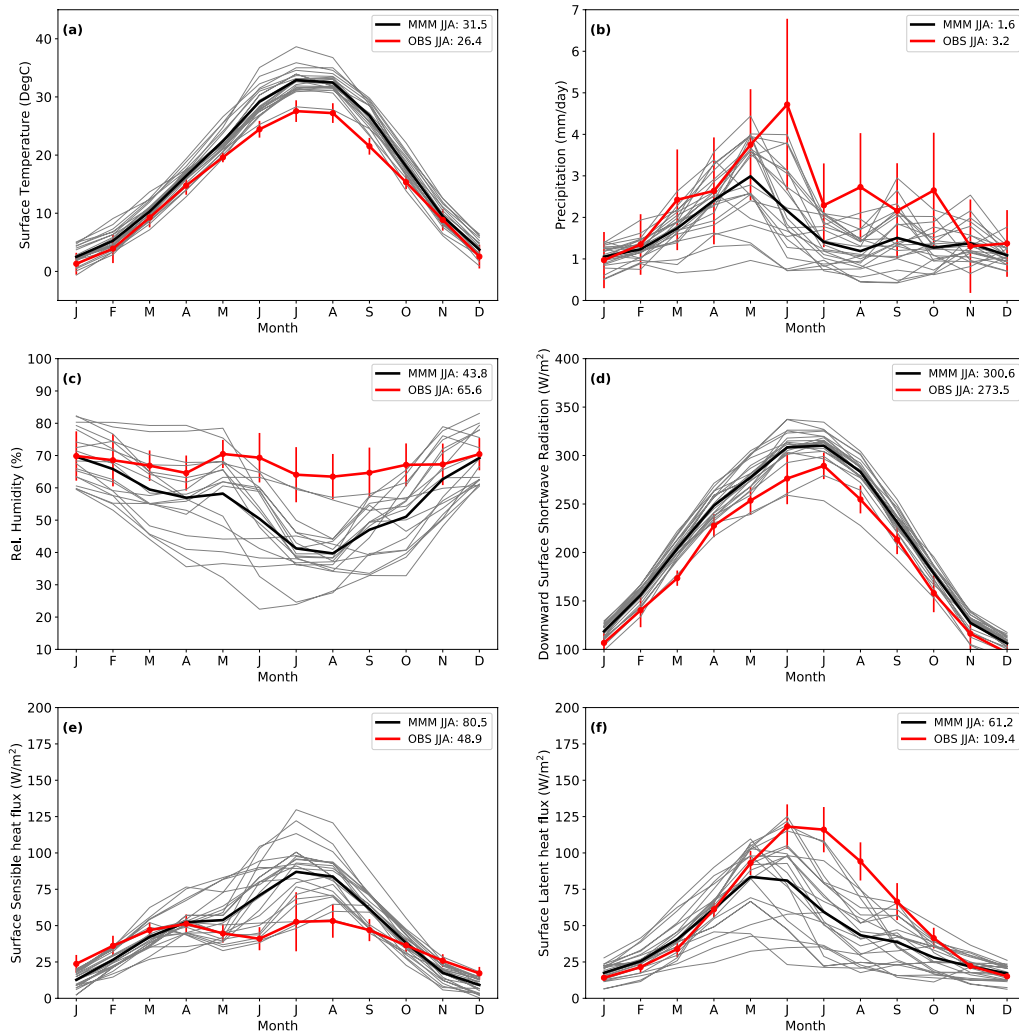 (a)
MMM JJA: 31.5
OBS JJA: 26.4
Surface Temperature (DegC)
40
30
20
10
0
J F M A M J J A S O N D
Month
(b)
MMM JJA: 1.6
OBS JJA: 3.2
Precipitation (mm/day)
7
6
5
4
3
2
1
0
J F M A M J J A S O N D
Month
(c)
MMM JJA: 43.8
OBS JJA: 65.6
Rel. Humidity (%)
100
90
80
70
60
50
40
30
20
10
J F M A M J J A S O N D
Month
(d)
MMM JJA: 300.6
OBS JJA: 273.5
Downward Surface Shortwave Radiation (W/m²)
400
350
300
250
200
150
100
J F M A M J J A S O N D
Month
(e)
MMM JJA: 80.5
OBS JJA: 48.9
Surface Sensible heat flux (W/m²)
200
175
150
125
100
75
50
25
0
J F M A M J J A S O N D
Month
(f)
MMM JJA: 61.2
OBS JJA: 109.4
Surface Latent heat flux (W/m²)
200
175
150
125
100
75
50
25
0
J F M A M J J A S O N D
Month